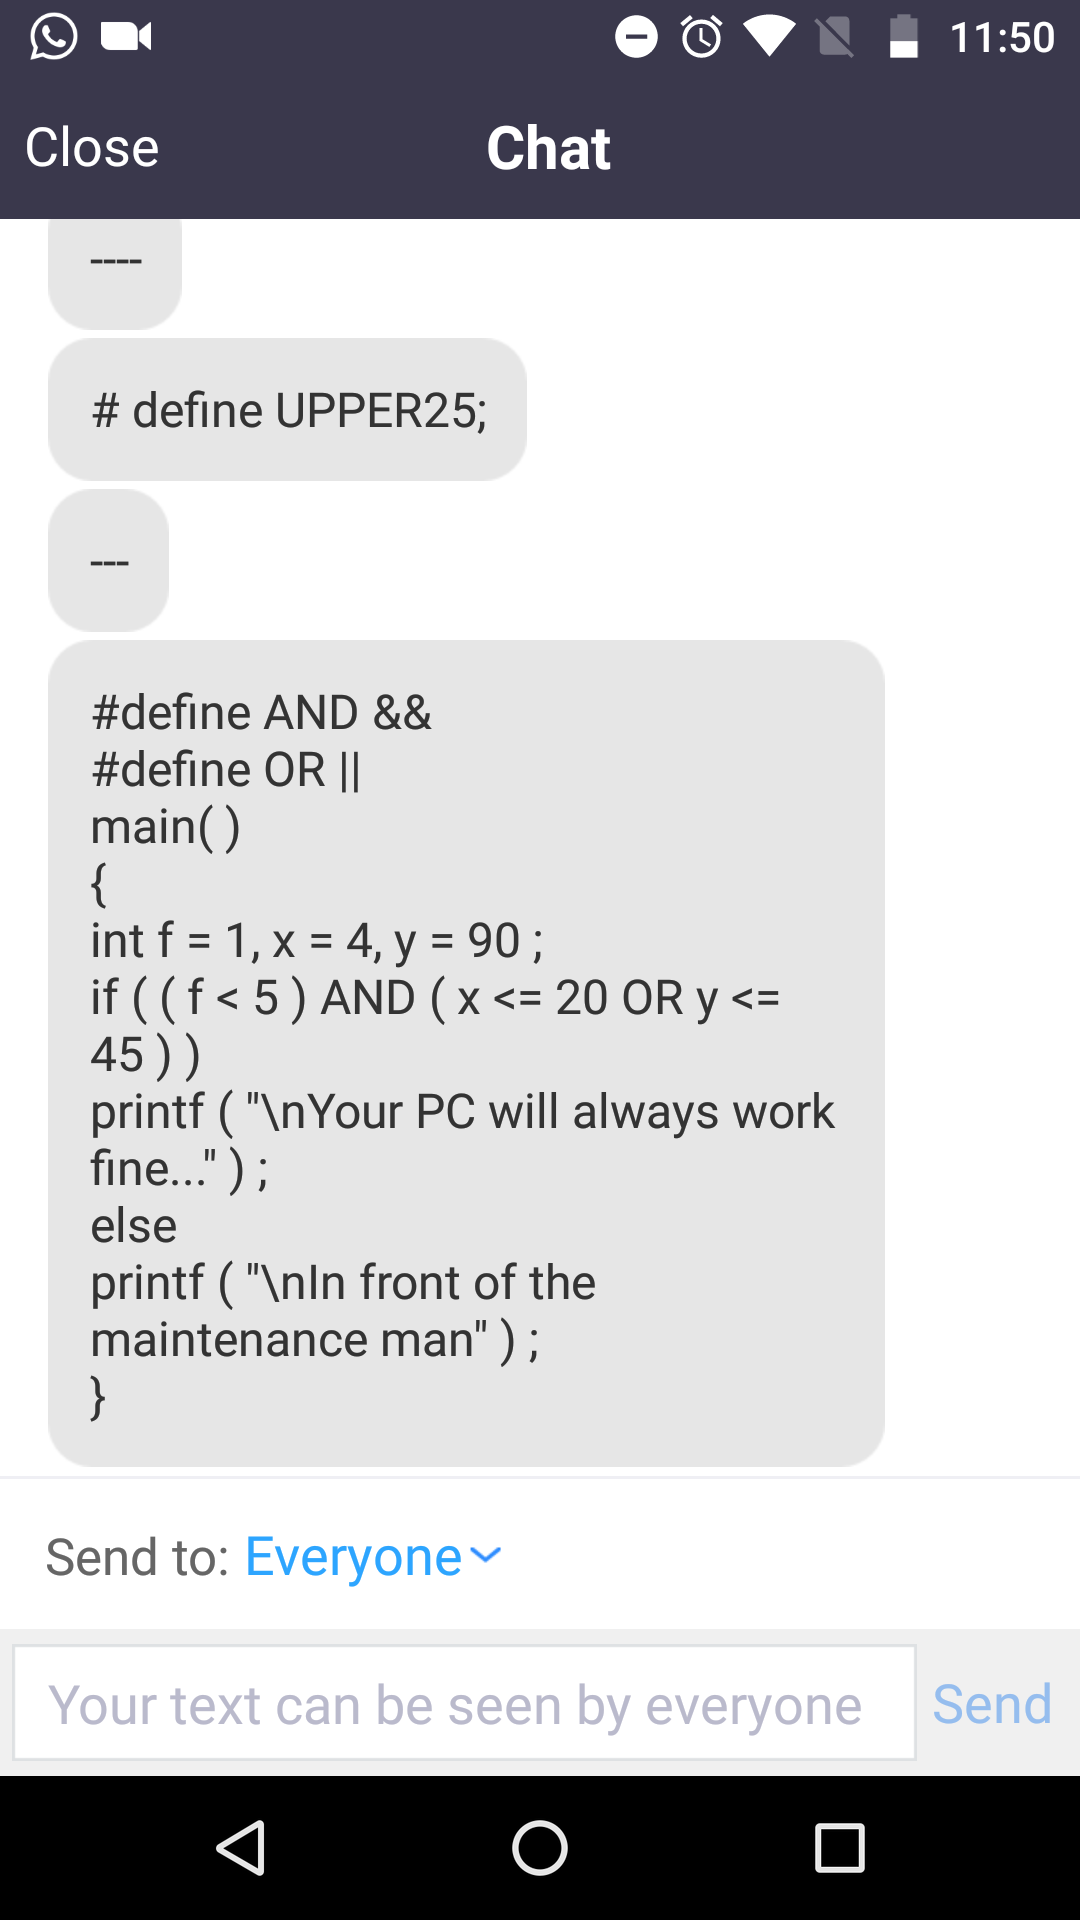 11:50
Close Chat
----
# define UPPER25;
---
#define AND &&
#define OR ||
main( )
{
int f = 1, x = 4, y = 90 ;
if ( ( f < 5 ) AND ( x <= 20 OR y <=
45 ) )
printf ( "\nYour PC will always work
fine..." ) ;
else
printf ( "\nIn front of the
maintenance man" ) ;
}
Send to: Everyone
Your text can be seen by everyone Send